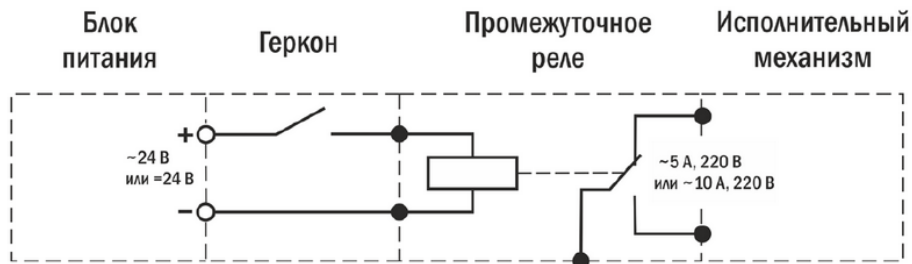 Блок
питания
Геркон
Промежуточное
реле
Исполнительный
механизм
+
~24 В
или =24 В
–
~5 А, 220 В
или ~10 А, 220 В